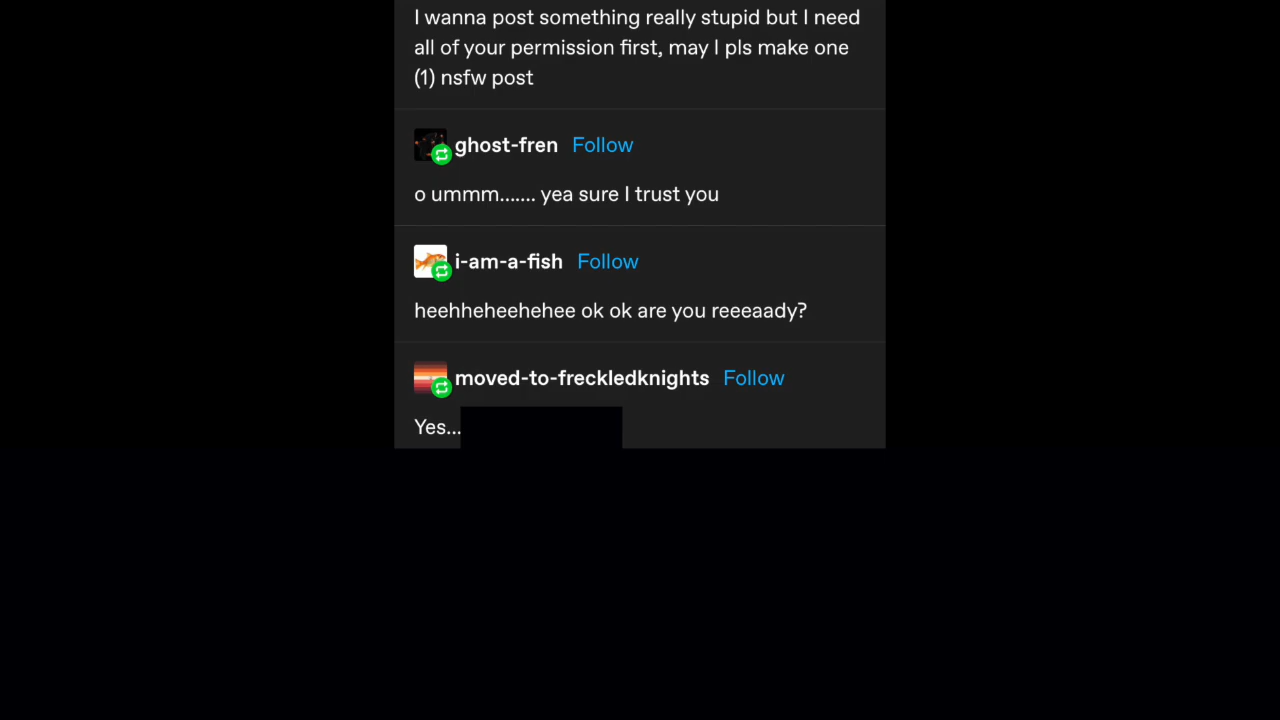 I wanna post something really stupid but I need
all of your permission first, may I pls make one
(1) nsfw post
ghost-fren Follow
o ummm....... yea sure I trust you
i-am-a-fish Follow
heehheheehehee ok ok are you reeeaady?
moved-to-freckledknights Follow
Yes...